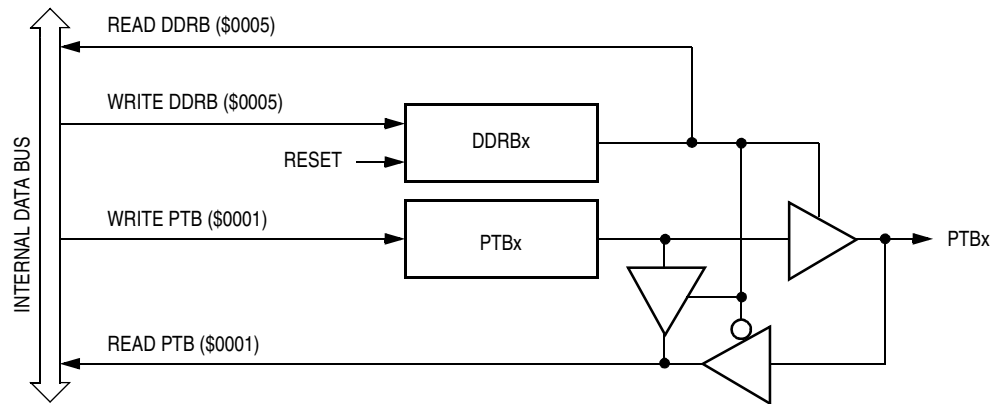 READ DDRB ($0005)
WRITE DDRB ($0005)
DDRBx
RESET
INTERNAL DATA BUS
WRITE PTB ($0001)
PTBx
PTBx
READ PTB ($0001)